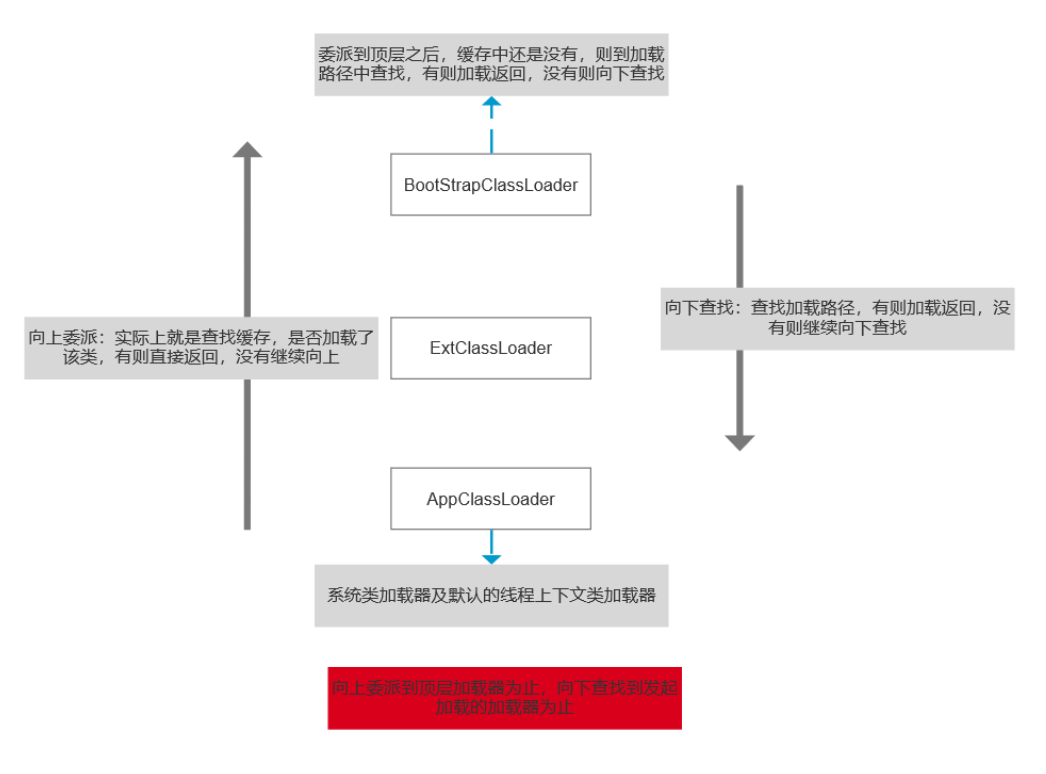 委派到顶层之后，缓存中还是没有，则到加载
路径中查找，有则加载返回，没有则向下查找
BootStrapClassLoader
向下查找：查找加载路径，有则加载返回，没
有则继续向下查找
向上委派：实际上就是查找缓存，是否加载了
该类，有则直接返回，没有继续向上
ExtClassLoader
AppClassLoader
系统类加载器及默认的线程上下文类加载器
向上委派到顶层加载器为止，向下查找到发起
加载的加载器为止